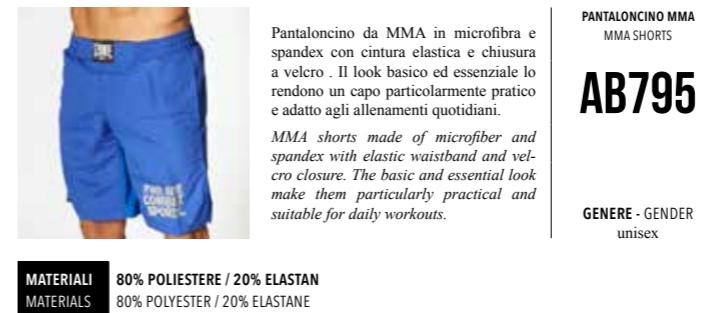 Pantaloncino da MMA in microfibra e
spandex con cintura elastica e chiusura
a velcro . Il look basico ed essenziale lo
rendono un capo particolarmente pratico
e adatto agli allenamenti quotidiani.
MMA shorts made of microfiber and
spandex with elastic waistband and vel-
cro closure. The basic and essential look
make them particularly practical and
suitable for daily workouts.
PANTALONCINO MMA
MMA SHORTS
AB795
GENERE - GENDER
unisex
COMBAT
SPORT
MATERIALI 80% POLIESTERE / 20% ELASTAN
MATERIALS 80% POLYESTER / 20% ELASTANE